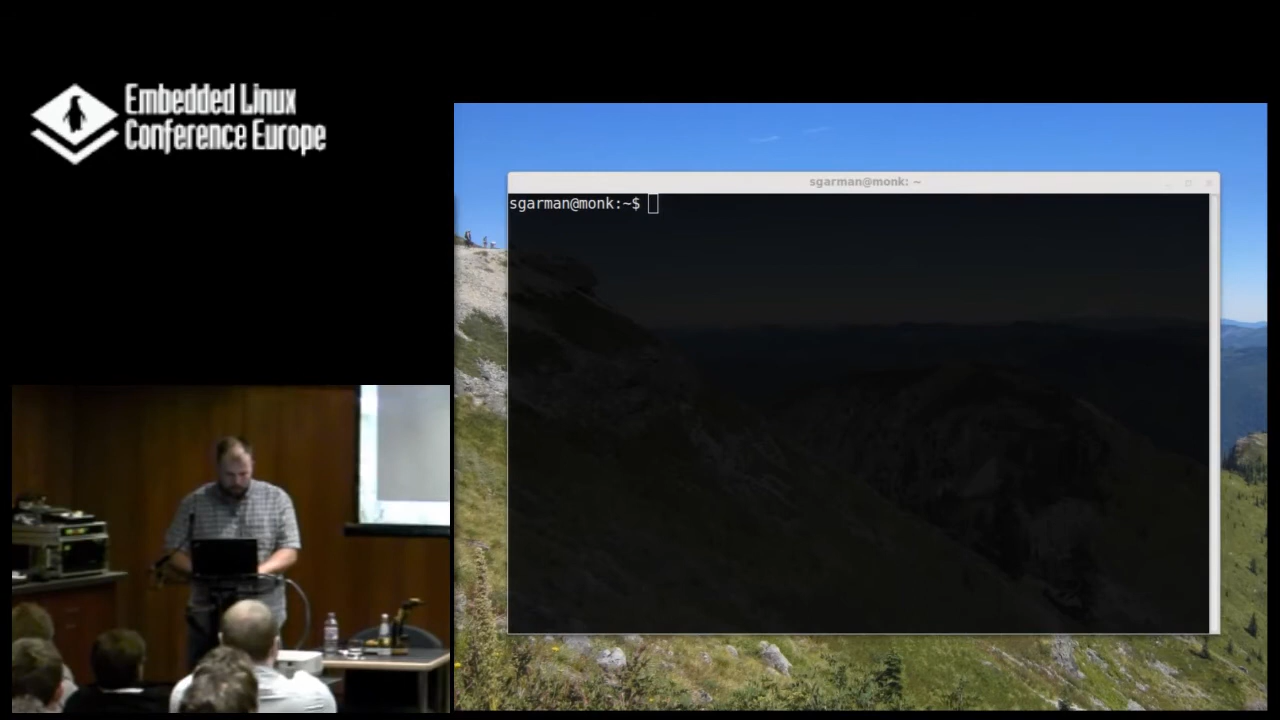 Embedded Linux
Conference Europe
sgarman@monk: ~
sgarman@monk:~$